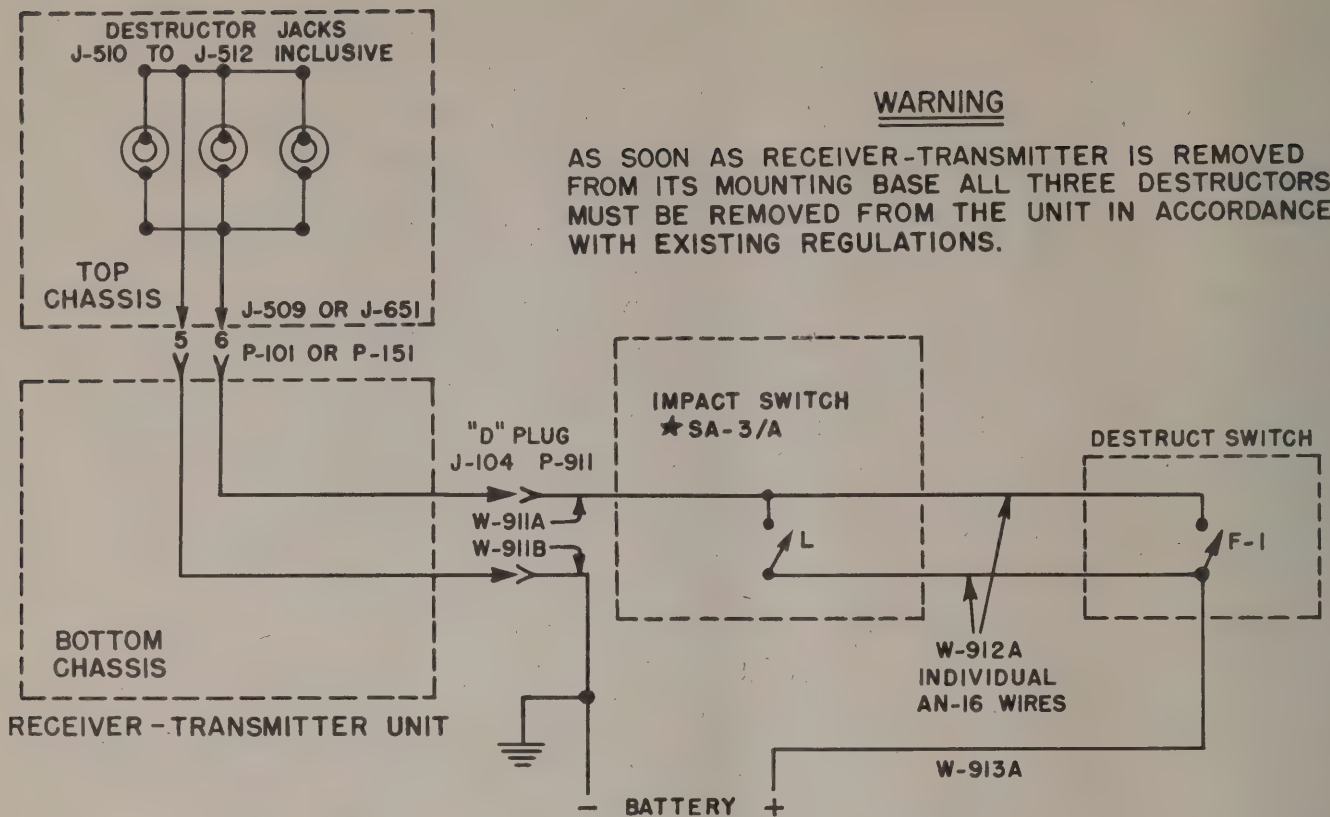 DESTRUCTOR JACKS
J-510 TO J-512 INCLUSIVE
WARNING
AS SOON AS RECEIVER-TRANSMITTER IS REMOVED
FROM ITS MOUNTING BASE ALL THREE DESTRUCTORS
MUST BE REMOVED FROM THE UNIT IN ACCORDANCE
WITH EXISTING REGULATIONS.
TOP
CHASSIS
J-509 OR J-651
5 6
P-101 OR P-151
IMPACT SWITCH
★ SA-3/A
"D" PLUG
J-104 P-911
DESTRUCT SWITCH
W-911A
W-911B
L
F-1
BOTTOM
CHASSIS
W-912A
INDIVIDUAL
AN-16 WIRES
RECEIVER-TRANSMITTER UNIT
W-913A
- BATTERY +